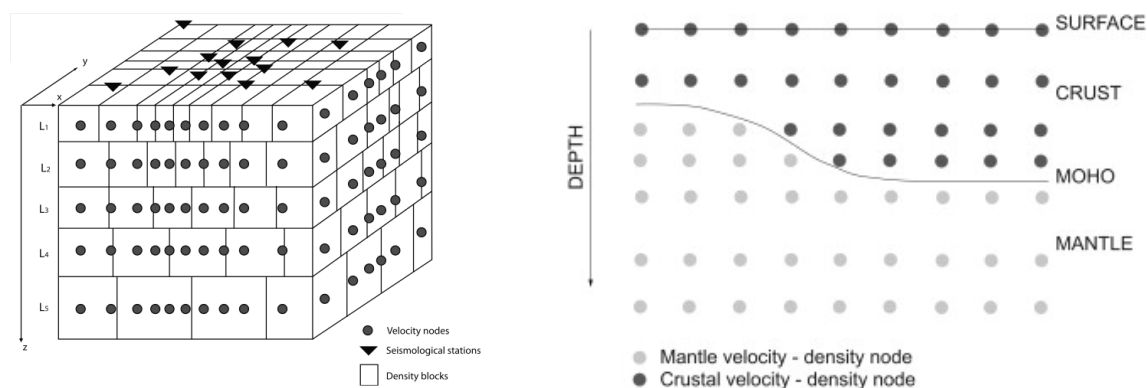 y
x
L1
L2
L3
L4
L5
z
Velocity nodes
Seismological stations
Density blocks
SURFACE
CRUST
DEPTH
MOHO
MANTLE
Mantle velocity - density node
Crustal velocity - density node